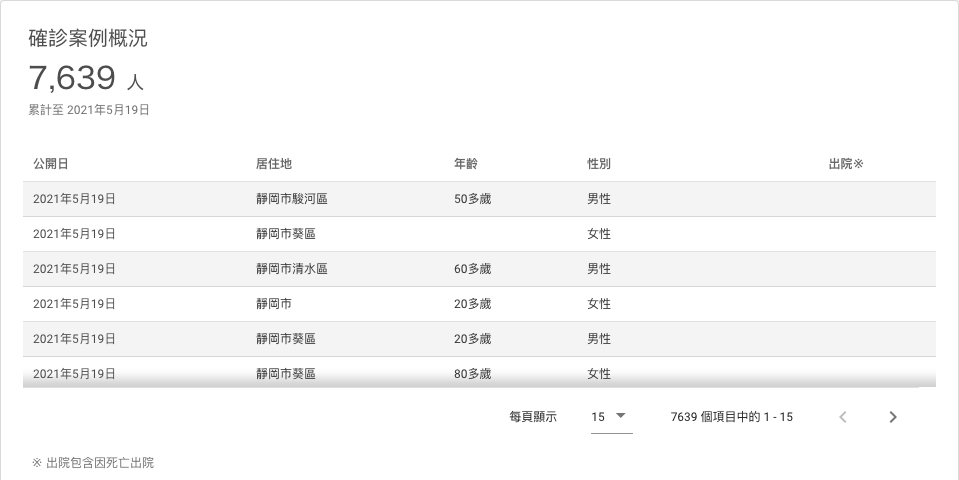 確診案例概況
7,639 人
累計至 2021年5月19日
公開日 居住地 年齡 性別 出院※
2021年5月19日 靜岡市駿河區 50多歲 男性
2021年5月19日 靜岡市葵區 女性
2021年5月19日 靜岡市清水區 60多歲 男性
2021年5月19日 靜岡市 20多歲 女性
2021年5月19日 靜岡市葵區 20多歲 男性
2021年5月19日 靜岡市葵區 80多歲 女性
每頁顯示 15 7639 個項目中的 1 - 15
※ 出院包含因死亡出院